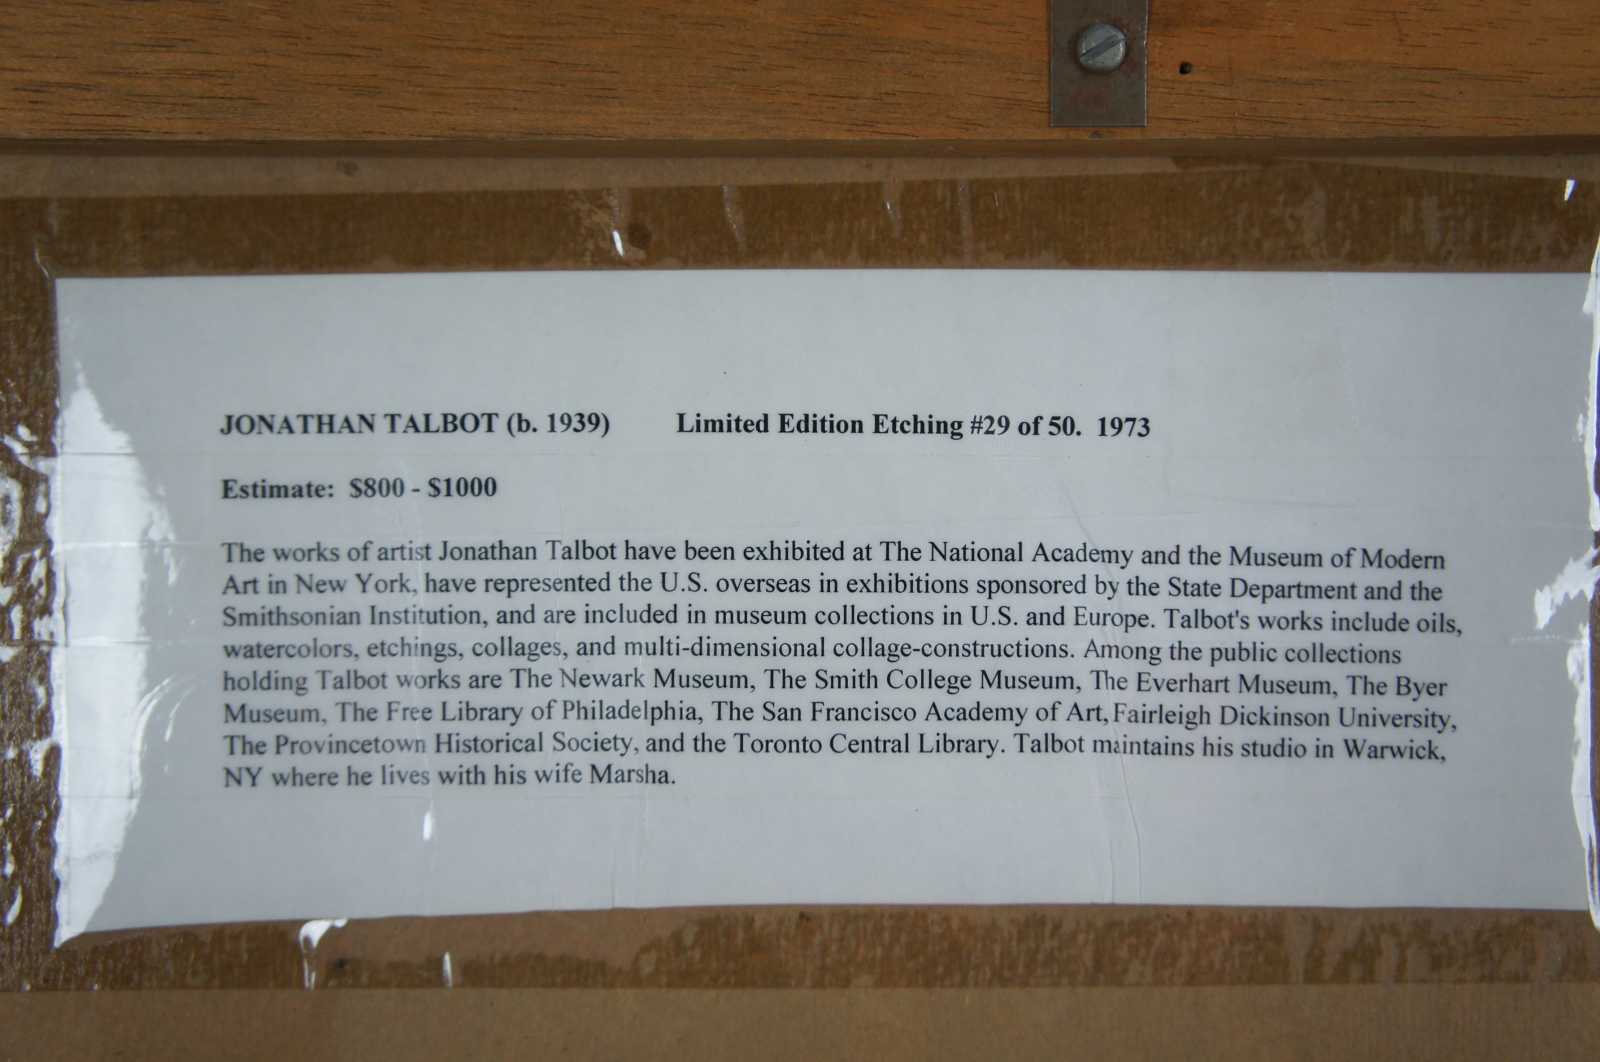 JONATHAN TALBOT (b. 1939) Limited Edition Etching #29 of 50. 1973
Estimate: $800 - $1000
The works of artist Jonathan Talbot have been exhibited at The National Academy and the Museum of Modern
Art in New York, have represented the U.S. overseas in exhibitions sponsored by the State Department and the
Smithsonian Institution, and are included in museum collections in U.S. and Europe. Talbot's works include oils,
watercolors, etchings, collages, and multi-dimensional collage-constructions. Among the public collections
holding Talbot works are The Newark Museum, The Smith College Museum, The Everhart Museum, The Byer
Museum, The Free Library of Philadelphia, The San Francisco Academy of Art, Fairleigh Dickinson University,
The Provincetown Historical Society, and the Toronto Central Library. Talbot maintains his studio in Warwick,
NY where he lives with his wife Marsha.